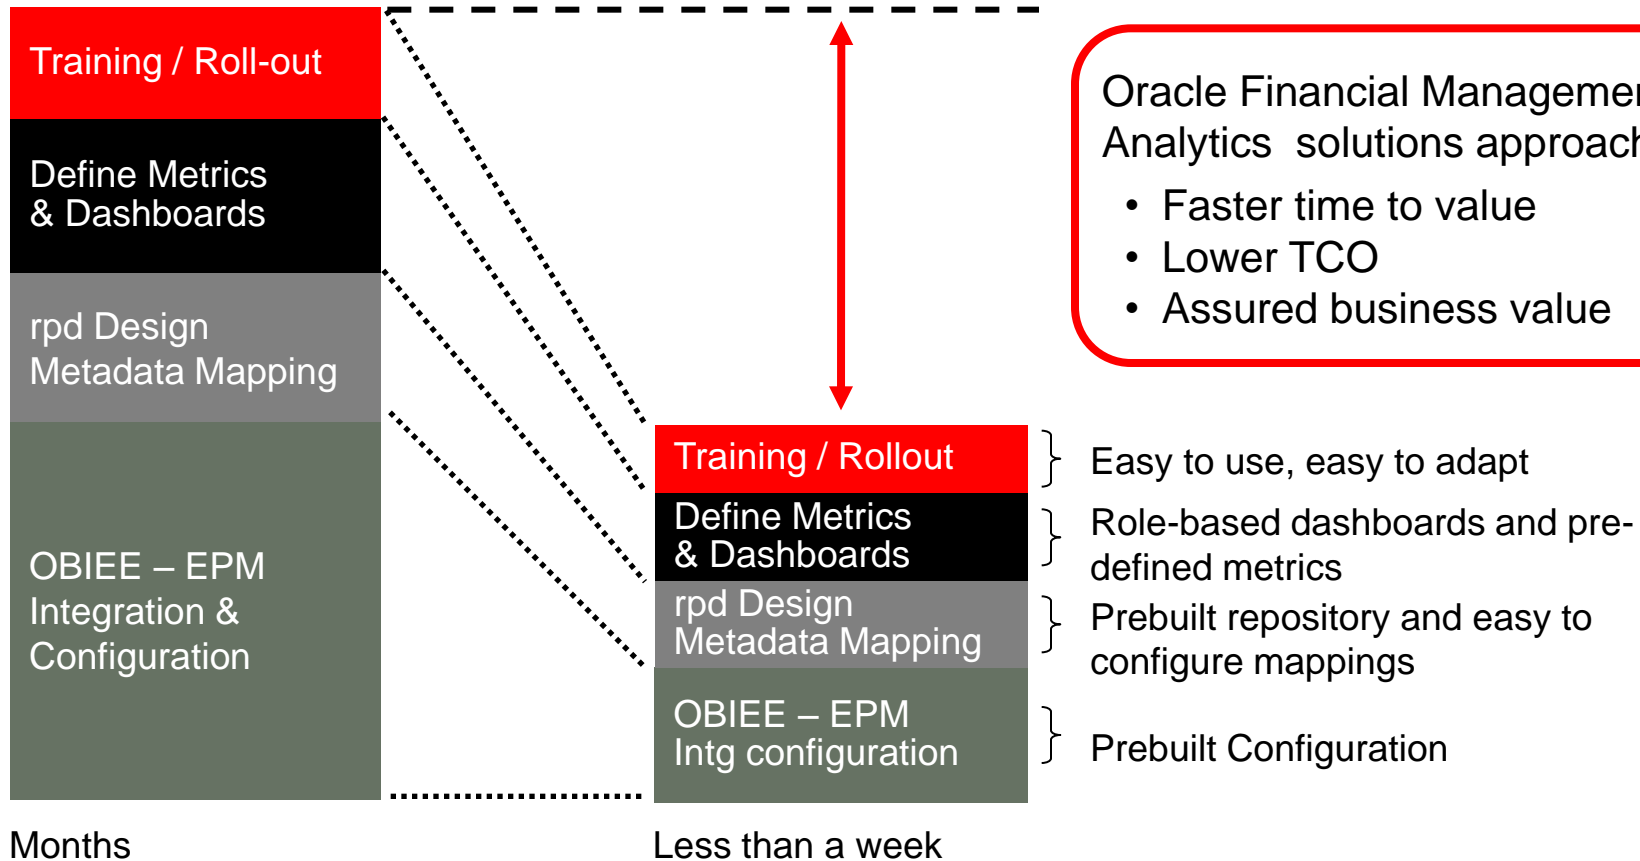 Training / Roll-out
Define Metrics
& Dashboards
rpd Design
Metadata Mapping
OBIEE – EPM
Integration &
Configuration
Months
Training / Rollout
Define Metrics
& Dashboards
rpd Design
Metadata Mapping
OBIEE – EPM
Intg configuration
Less than a week
Oracle Financial
Analytics solutions
• Faster time to value
• Lower TCO
• Assured business value
Easy to use, easy to adapt
Role-based dashboards and pre-
defined metrics
Prebuilt repository and easy to
configure mappings
Prebuilt Configuration